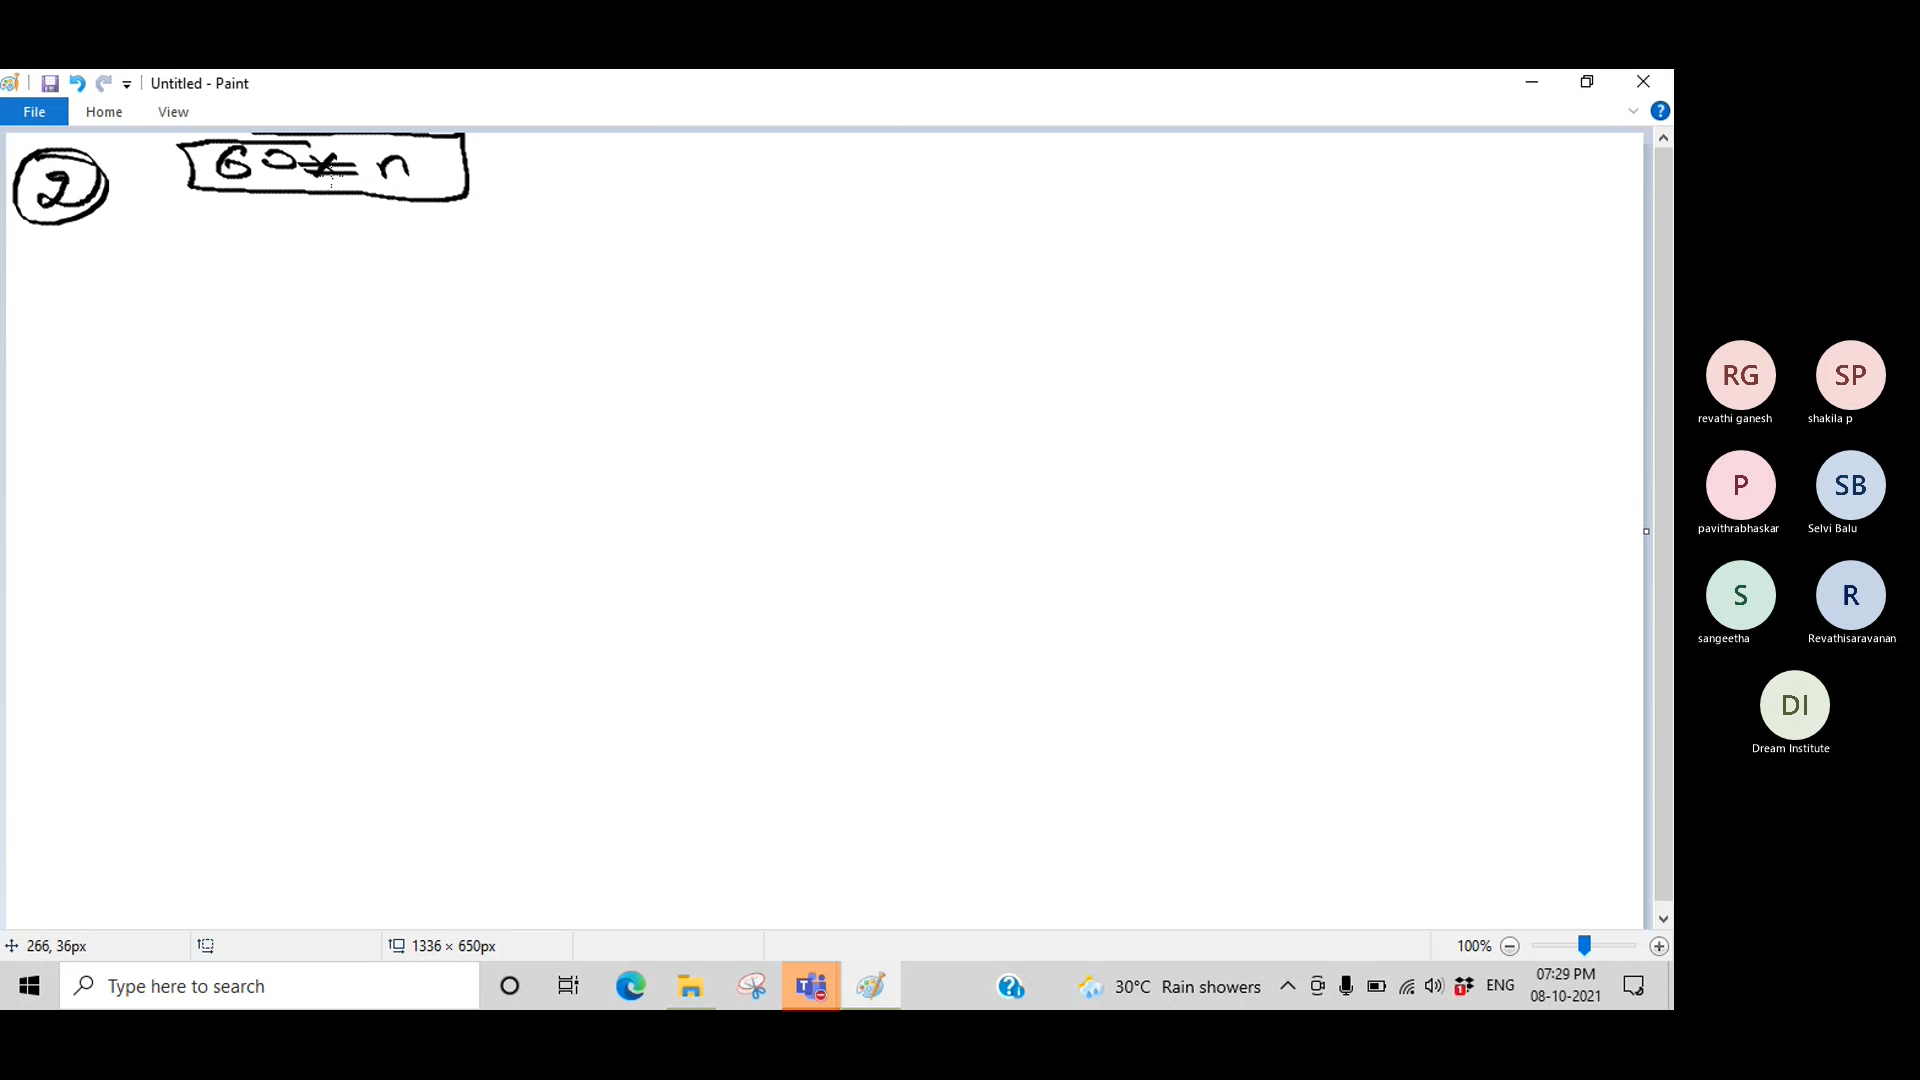 Untitled - Paint
File Home View
2
60 * n
RG SP
revathi ganesh shakila p
P SB
pavithrabhaskar Selvi Balu
S R
sangeetha Revathisaravanan
DI
Dream Institute
266, 36px 1336 × 650px 100%
Type here to search 30°C Rain showers ENG 07:29 PM
08-10-2021